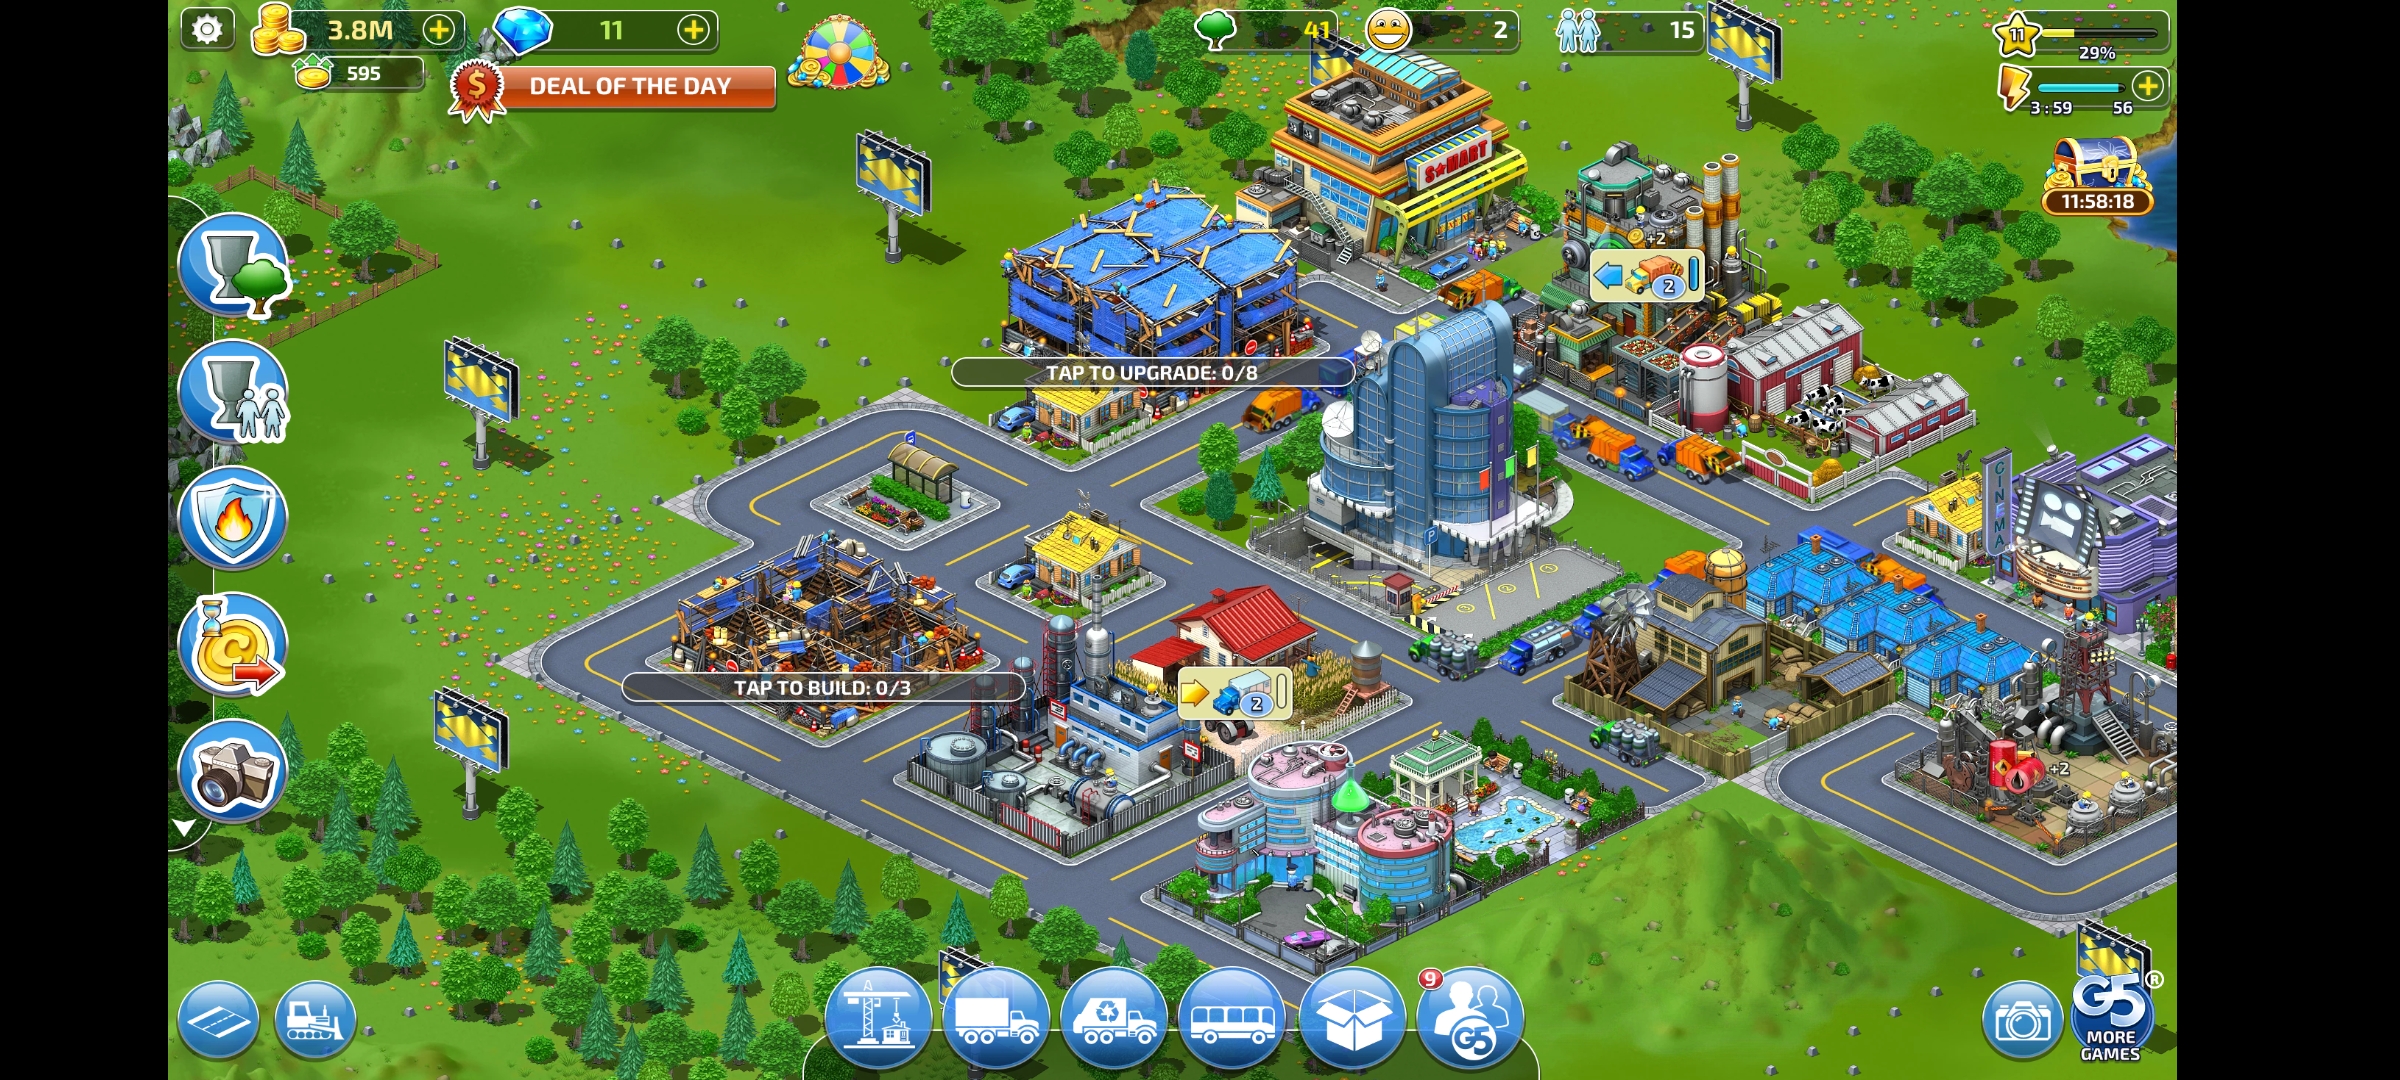 3.8M
11
41
2
15
11
29%
595
DEAL OF THE DAY
3:59
56
S★MART
11:58:18
+2
2
TAP TO UPGRADE: 0/8
CINEMA
P
TAP TO BUILD: 0/3
2
+2
9
G5
G5®
MORE
GAMES